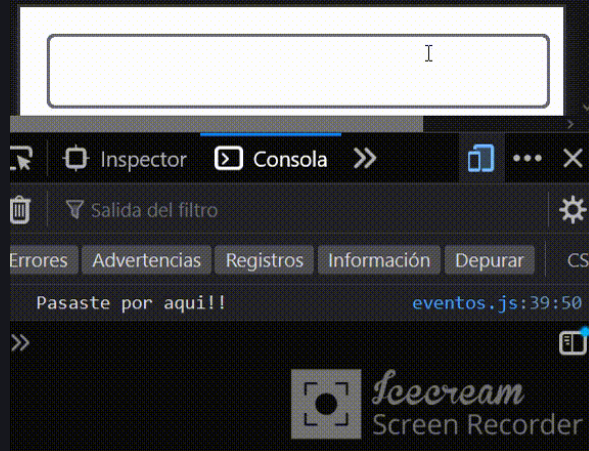 Inspector Consola
Salida del filtro
Errores Advertencias Registros Información Depurar CS
Pasaste por aqui!! eventos.js:39:50
Icecream
Screen Recorder